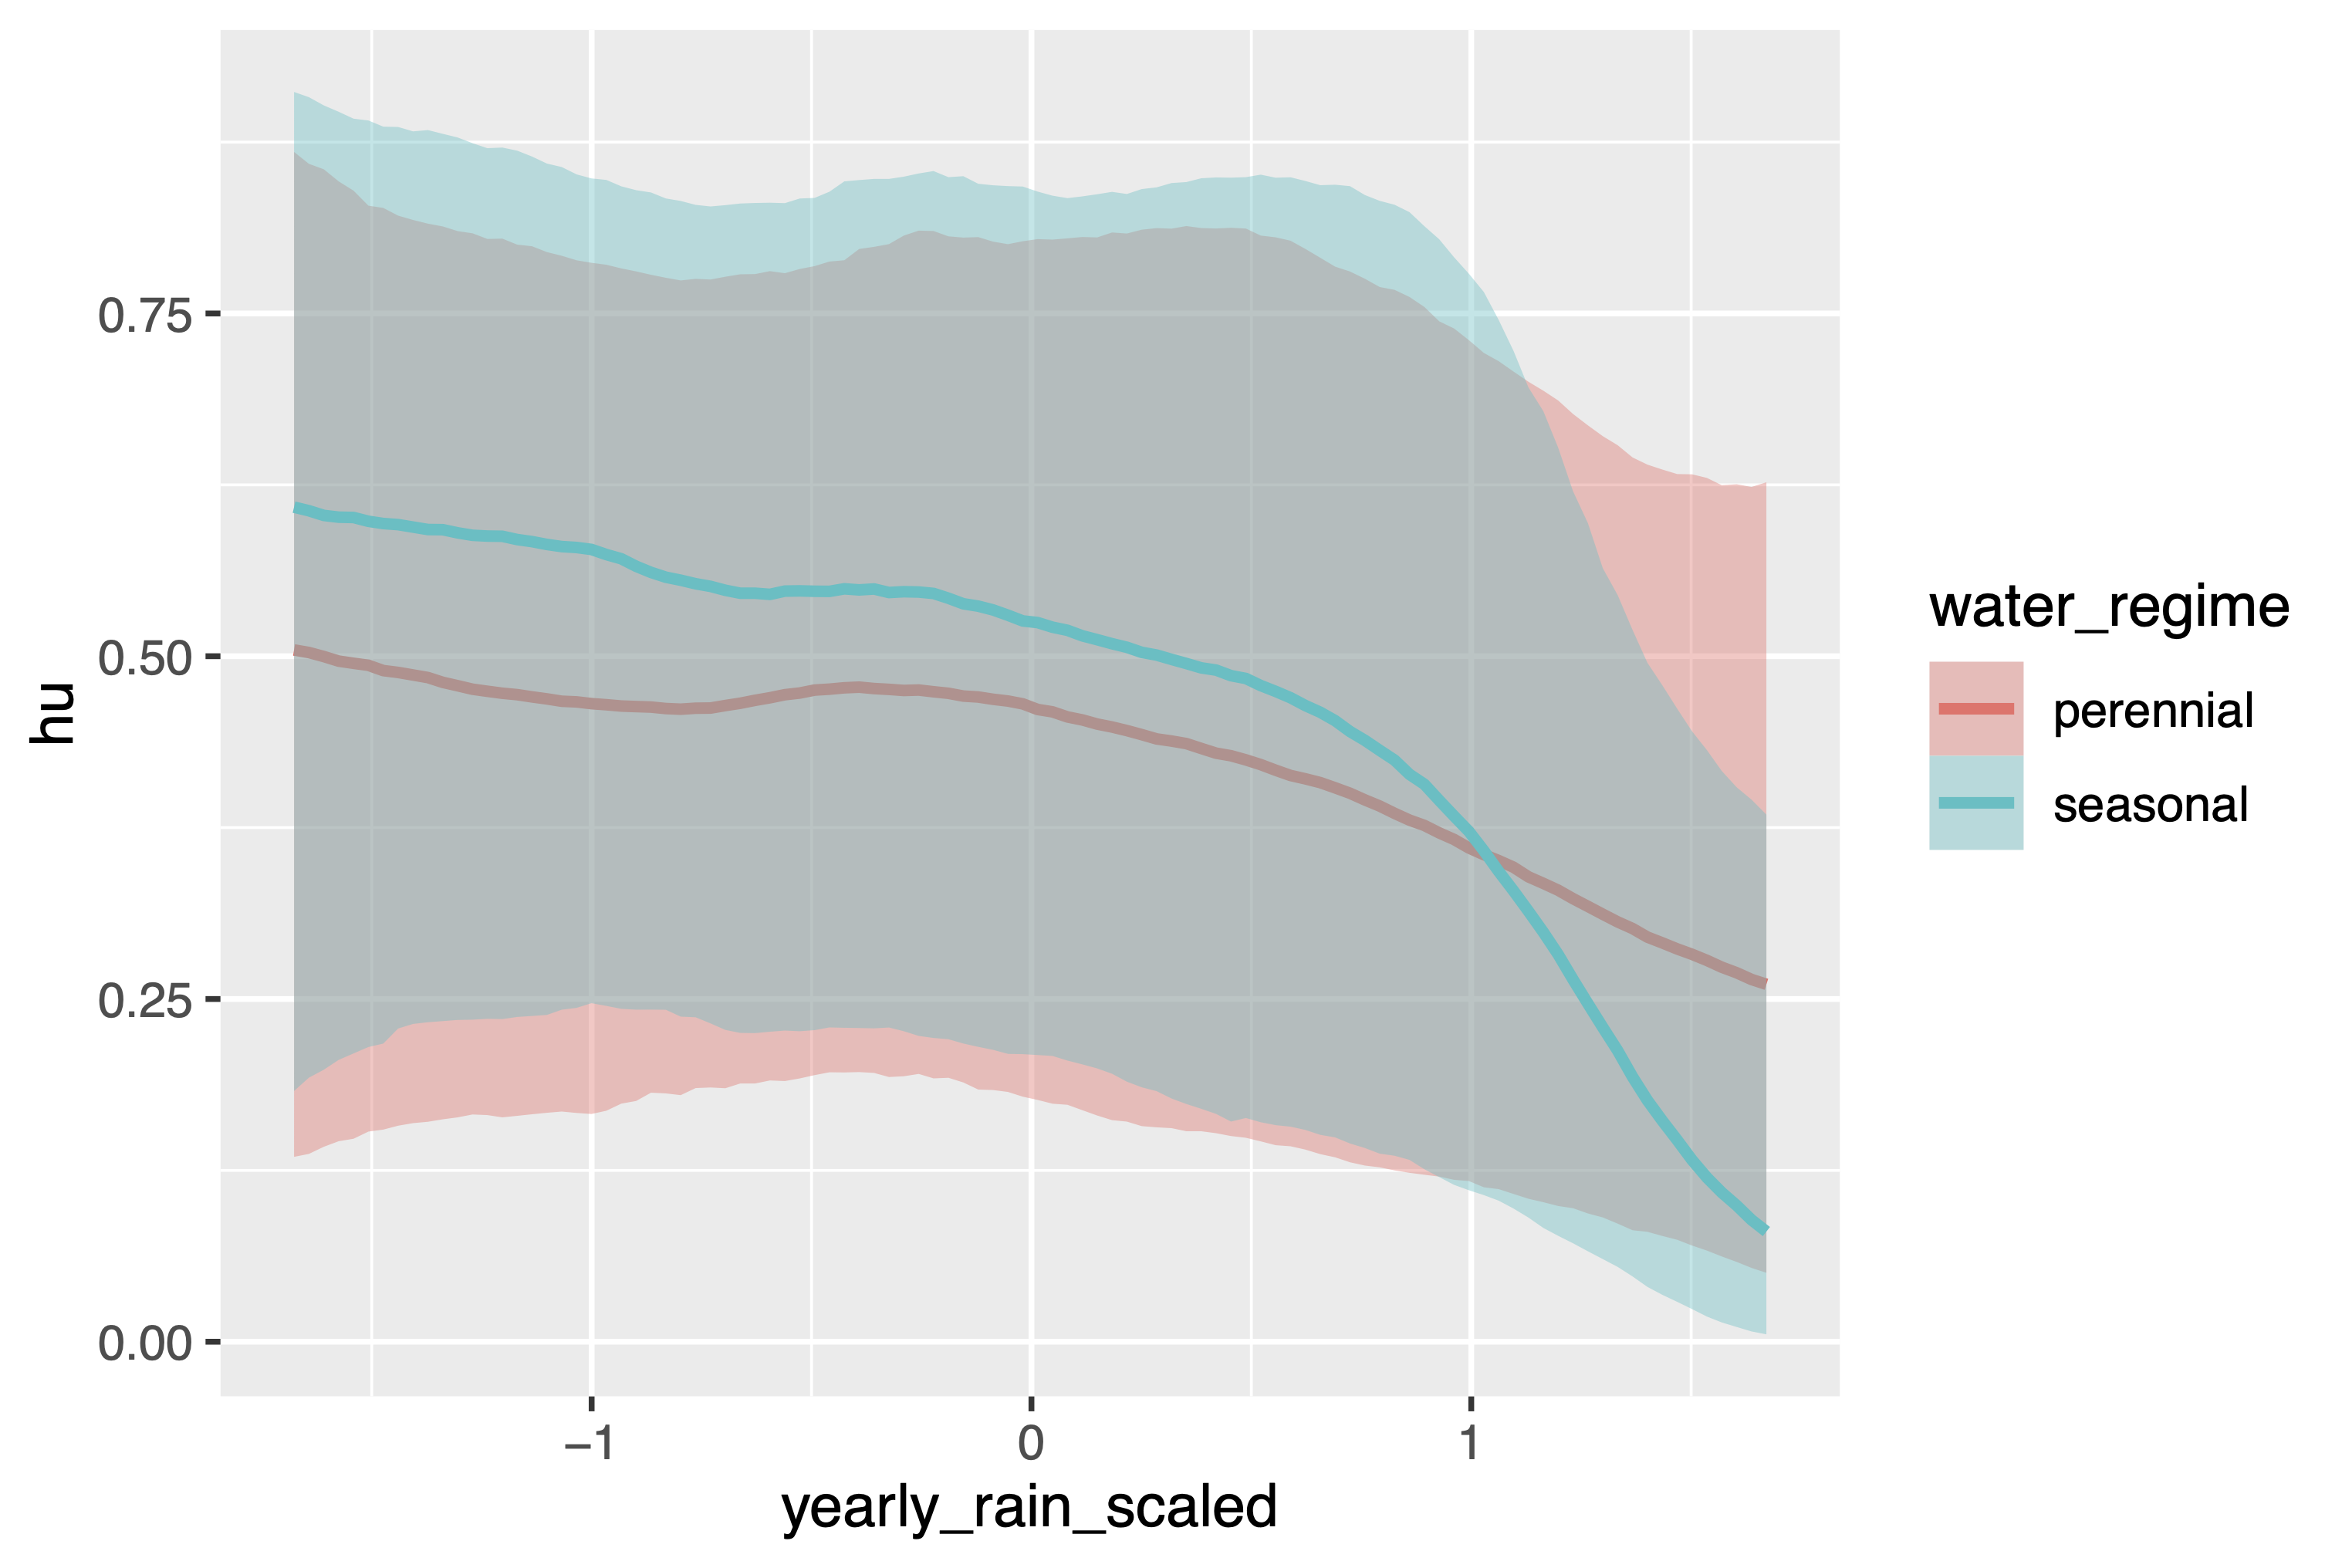 0.75
0.50
0.25
0.00
hu
−1
0
1
yearly_rain_scaled
water_regime
perennial
seasonal